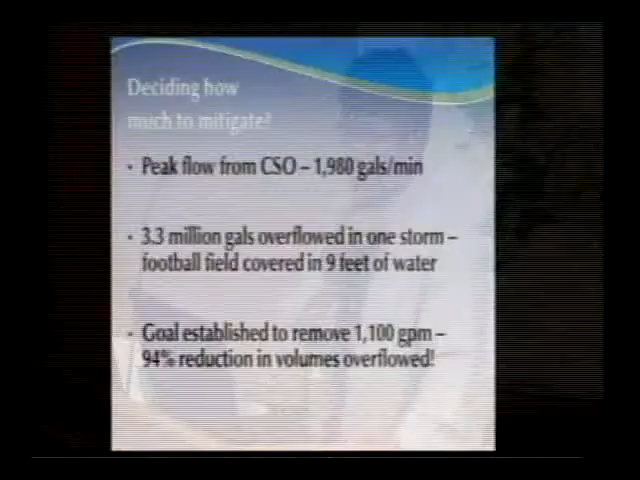 Deciding how
much to mitigate?
• Peak flow from CSO – 1,980 gals/min
• 3.3 million gals overflowed in one storm –
football field covered in 9 feet of water
• Goal established to remove 1,100 gpm –
94% reduction in volumes overflowed!